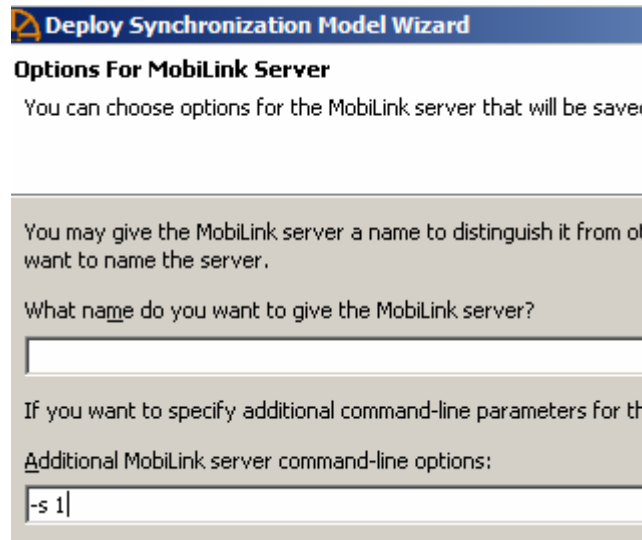 Deploy Synchronization Model Wizard
Options For MobiLink Server
You can choose options for the MobiLink server that will be saved
You may give the MobiLink server a name to distinguish it from
want to name the server.
What name do you want to give the MobiLink server?
If you want to specify additional command-line parameters for
Additional MobiLink server command-line options:
-s 1